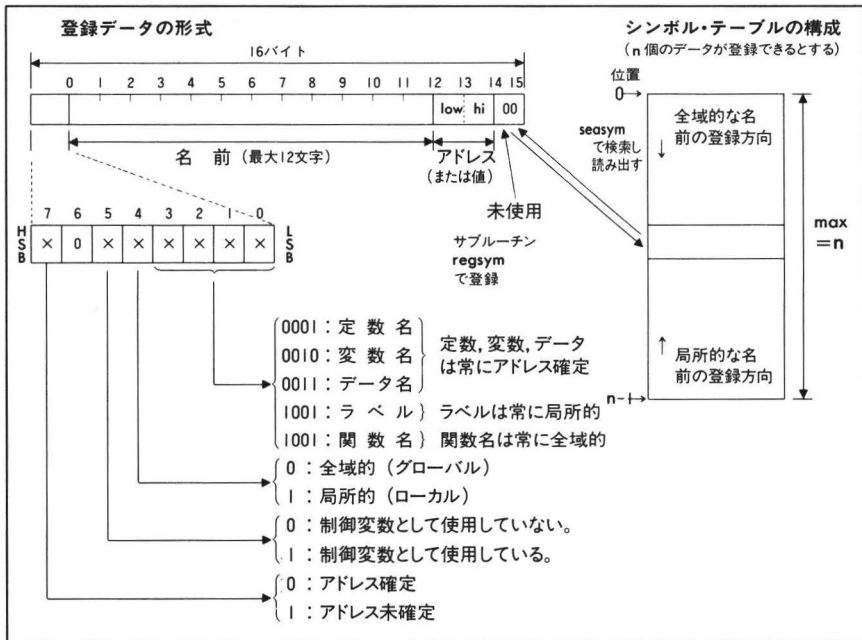 登録データの形式
16バイト
0 1 2 3 4 5 6 7 8 9 10 11 12 13 14 15
low hi 00
名 前 (最大12文字)
アドレス
(または値)
未使用
サブルーチン
regsym
で登録
seasym
で検索し
読み出す
7 6 5 4 3 2 1 0
HSB
× 0 × × × × × ×
LSB
0001:定 数 名
0010:変 数 名
0011:データ名
定数,変数,データ
は常にアドレス確定
1001:ラ ベ ル } ラベルは常に局所的
1001:関 数 名 } 関数名は常に全域的
0:全域的(グローバル)
1:局所的(ローカル)
0:制御変数として使用していない。
1:制御変数として使用している。
0:アドレス確定
1:アドレス未確定
シンボル・テーブルの構成
(n個のデータが登録できるとする)
位置
0
全域的な名
前の登録方向
↓
max
=n
↑
局所的な名
前の登録方向
n-1